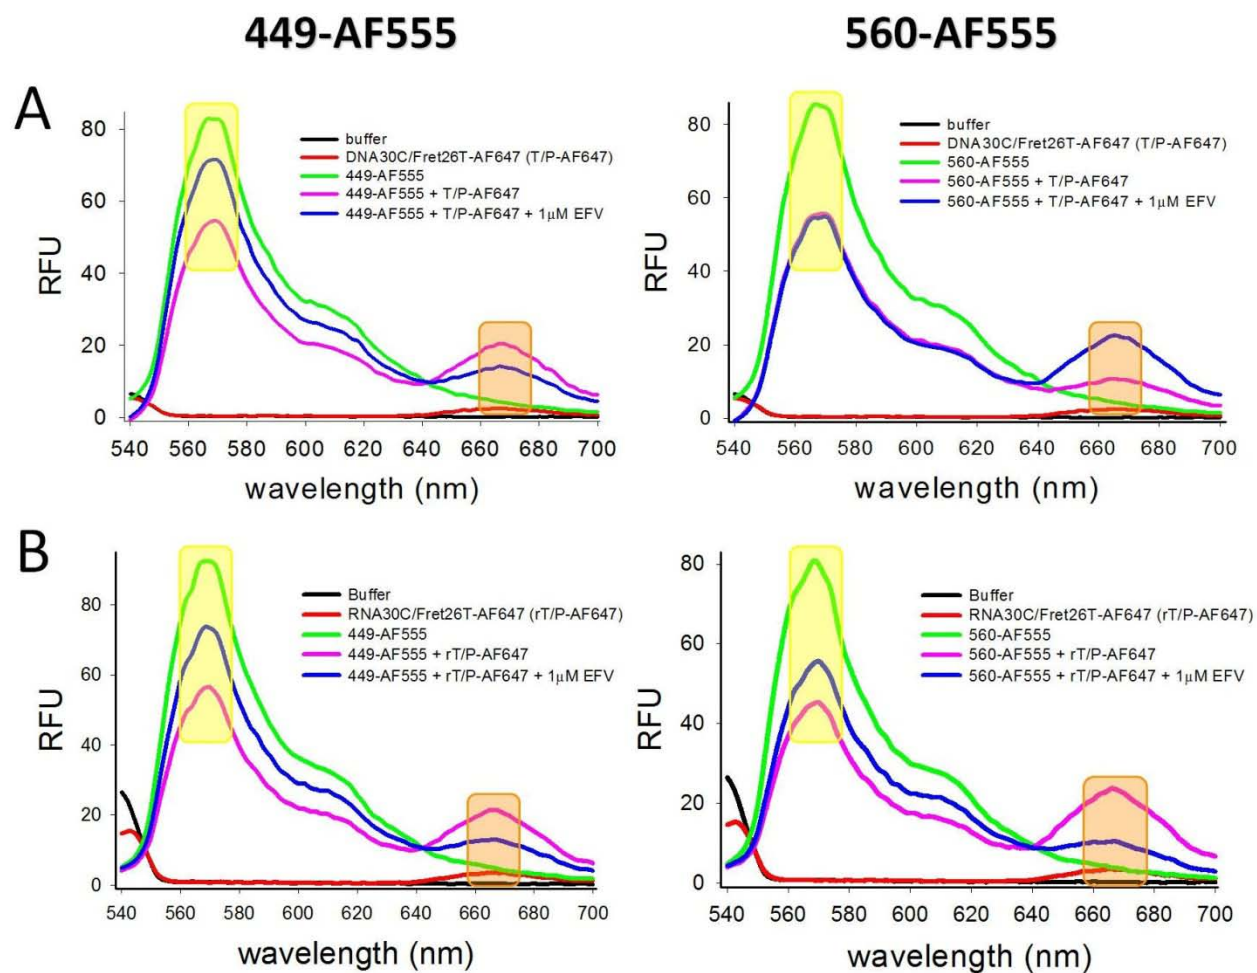 449-AF555
560-AF555
A
80
60
40
20
0
RFU
buffer
DNA30C/Fret26T-AF647 (T/P-AF647)
449-AF555
449-AF555 + T/P-AF647
449-AF555 + T/P-AF647 + 1μM EFV
540 560 580 600 620 640 660 680 700
wavelength (nm)
80
60
40
20
0
RFU
buffer
DNA30C/Fret26T-AF647 (T/P-AF647)
560-AF555
560-AF555 + T/P-AF647
560-AF555 + T/P-AF647 + 1μM EFV
540 560 580 600 620 640 660 680 700
wavelength (nm)
B
80
60
40
20
0
RFU
Buffer
RNA30C/Fret26T-AF647 (rT/P-AF647)
449-AF555
449-AF555 + rT/P-AF647
449-AF555 + rT/P-AF647 + 1μM EFV
540 560 580 600 620 640 660 680 700
wavelength (nm)
80
60
40
20
0
RFU
Buffer
RNA30C/Fret26T-AF647 (rT/P-AF647)
560-AF555
560-AF555 + rT/P-AF647
560-AF555 + rT/P-AF647 + 1μM EFV
540 560 580 600 620 640 660 680 700
wavelength (nm)